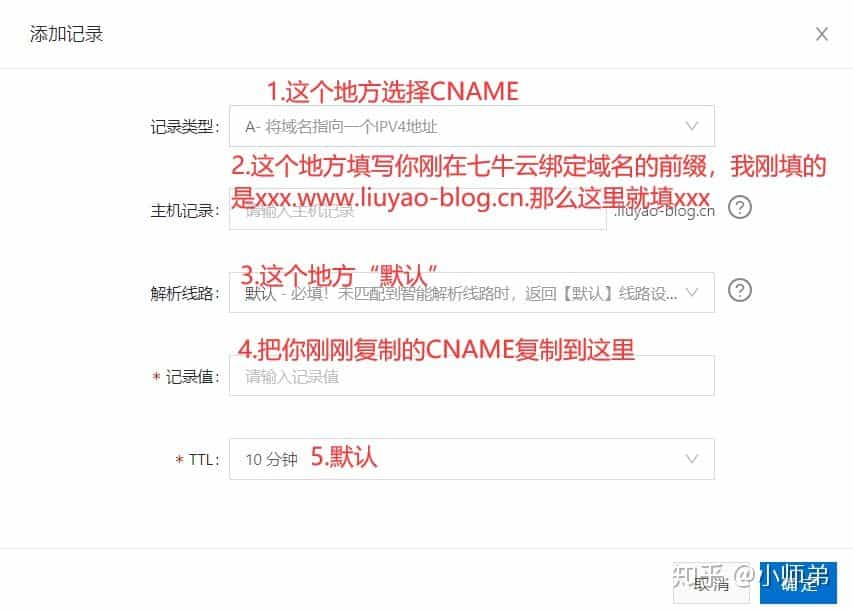 添加记录
1.这个地方选择CNAME
记录类型:
A- 将域名指向一个IPV4地址
2.这个地方填写你刚在七牛云绑定域名的前缀，我刚填的
是xxx.www.liuyao-blog.cn.那么这里就填xxx
主机记录:
请输入主机记录
.liuyao-blog.cn
?
3.这个地方“默认”
解析线路:
默认 - 必填！未匹配到智能解析线路时，返回【默认】线路设...
?
4.把你刚刚复制的CNAME复制到这里
* 记录值:
请输入记录值
* TTL:
10 分钟
5.默认
取消
确定
知乎 @小师弟